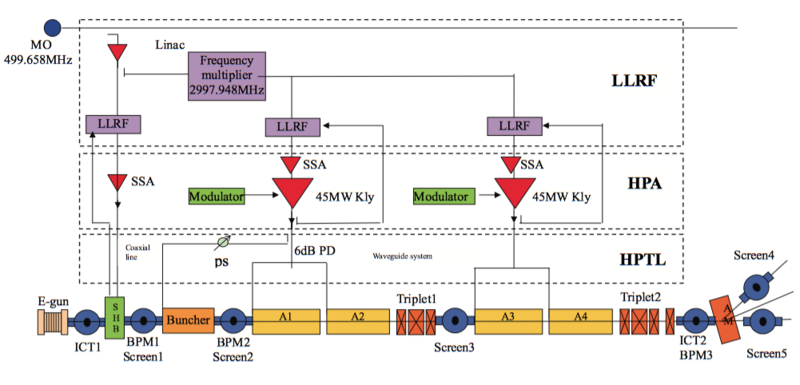 MO
499.658MHz
Linac
Frequency
multiplier
2997.948MHz
LLRF
LLRF
LLRF
LLRF
SSA
SSA
SSA
HPA
Modulator
45MW Kly
Modulator
45MW Kly
Coaxial
line
ps
6dB PD
Waveguide system
HPTL
Screen4
E-gun
S
H
B
Buncher
A1
A2
Triplet1
A3
A4
Triplet2
A
M
ICT1
BPM1
Screen1
BPM2
Screen2
Screen3
ICT2
BPM3
Screen5